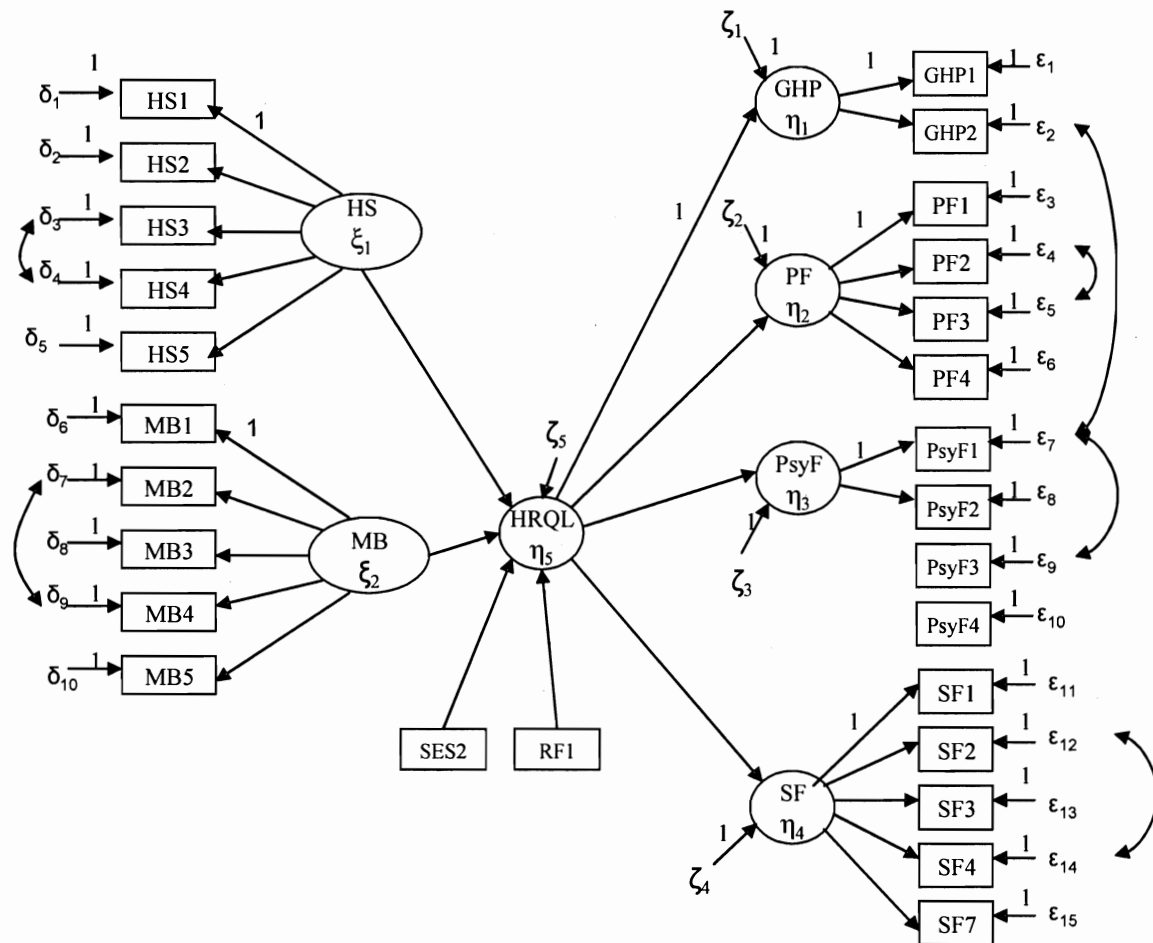 1
δ₁
HS1
1
δ₂
HS2
1
δ₃
HS3
1
δ₄
HS4
1
δ₅
HS5
1
HS
ξ₁
1
δ₆
MB1
1
δ₇
MB2
1
δ₈
MB3
1
δ₉
MB4
1
δ₁₀
MB5
1
MB
ξ₂
ζ₅
HRQL
η₅
SES2
RF1
1
ζ₁
1
GHP
η₁
1
GHP1
1
ε₁
GHP2
1
ε₂
ζ₂
1
PF
η₂
1
PF1
1
ε₃
PF2
1
ε₄
PF3
1
ε₅
PF4
1
ε₆
PsyF
η₃
1
ζ₃
1
PsyF1
1
ε₇
PsyF2
1
ε₈
PsyF3
1
ε₉
PsyF4
1
ε₁₀
SF
η₄
1
ζ₄
1
SF1
1
ε₁₁
SF2
1
ε₁₂
SF3
1
ε₁₃
SF4
1
ε₁₄
SF7
1
ε₁₅